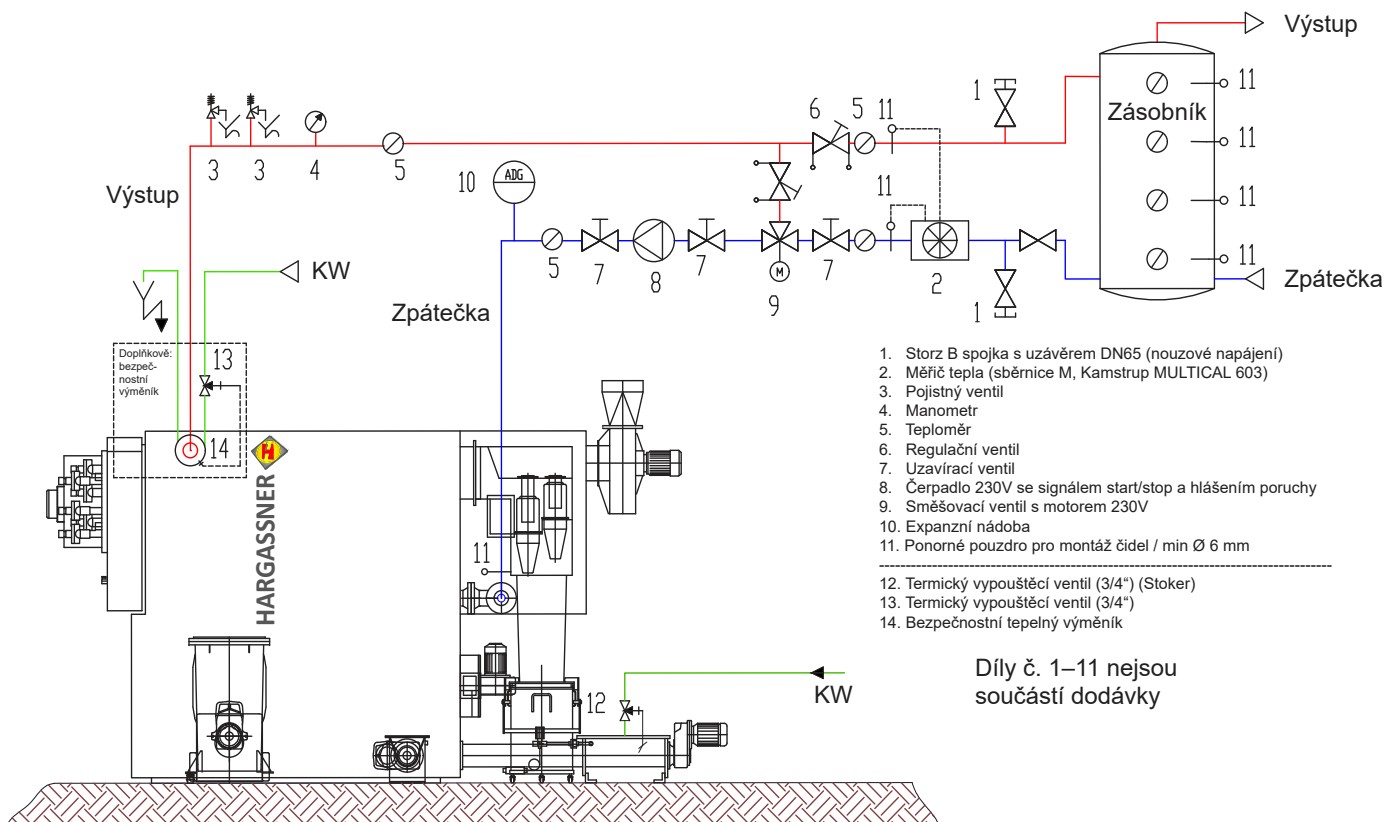 Výstup
11
Zásobník
11
11
11
Zpátečka
1
6
5
11
3
3
4
5
Výstup
10
ADG
11
KW
5
7
8
7
M
9
7
2
1
Zpátečka
Doplňkově:
bezpeč-
nostní
výměník
13
14
H
HARGASSNER
11
12
KW
1. Storz B spojka s uzávěrem DN65 (nouzové napájení)
2. Měřič tepla (sběrnice M, Kamstrup MULTICAL 603)
3. Pojistný ventil
4. Manometr
5. Teploměr
6. Regulační ventil
7. Uzavírací ventil
8. Čerpadlo 230V se signálem start/stop a hlášením poruchy
9. Směšovací ventil s motorem 230V
10. Expanzní nádoba
11. Ponorné pouzdro pro montáž čidel / min Ø 6 mm
12. Termický vypouštěcí ventil (3/4“) (Stoker)
13. Termický vypouštěcí ventil (3/4“)
14. Bezpečnostní tepelný výměník
Díly č. 1–11 nejsou
součástí dodávky